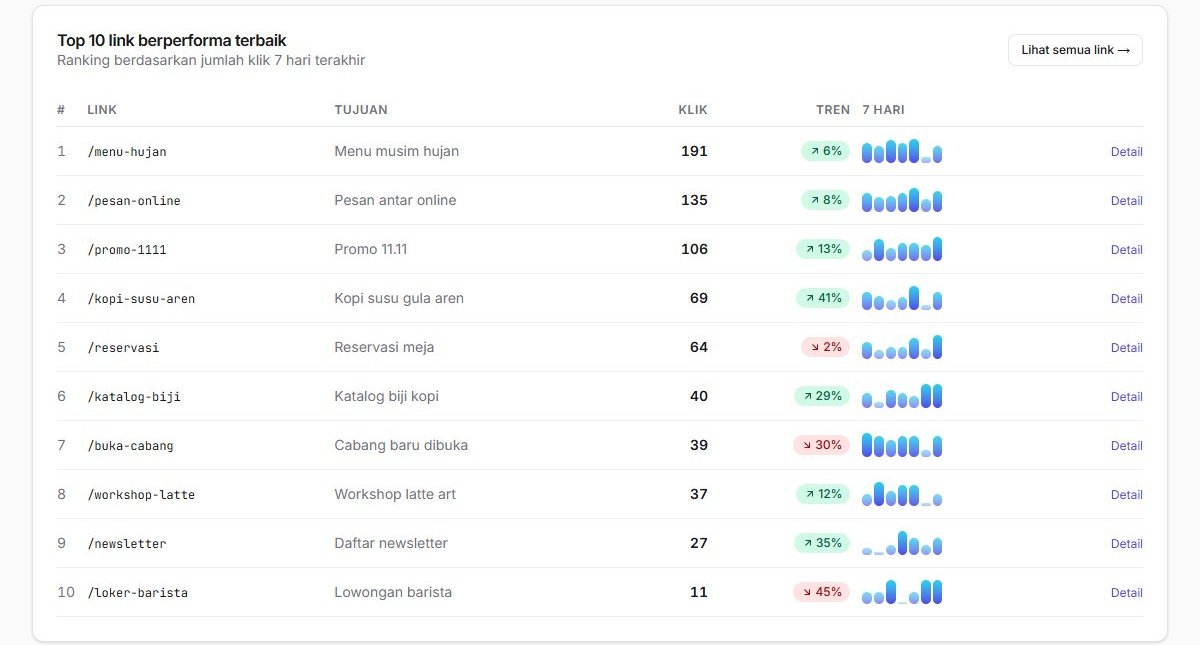 Top 10 link berperforma terbaik
Ranking berdasarkan jumlah klik 7 hari terakhir
Lihat semua link →
# LINK TUJUAN KLIK TREN 7 HARI
1 /menu-hujan Menu musim hujan 191 ↗ 6% Detail
2 /pesan-online Pesan antar online 135 ↗ 8% Detail
3 /promo-1111 Promo 11.11 106 ↗ 13% Detail
4 /kopi-susu-aren Kopi susu gula aren 69 ↗ 41% Detail
5 /reservasi Reservasi meja 64 ↘ 2% Detail
6 /katalog-biji Katalog biji kopi 40 ↗ 29% Detail
7 /buka-cabang Cabang baru dibuka 39 ↘ 30% Detail
8 /workshop-latte Workshop latte art 37 ↗ 12% Detail
9 /newsletter Daftar newsletter 27 ↗ 35% Detail
10 /loker-barista Lowongan barista 11 ↘ 45% Detail